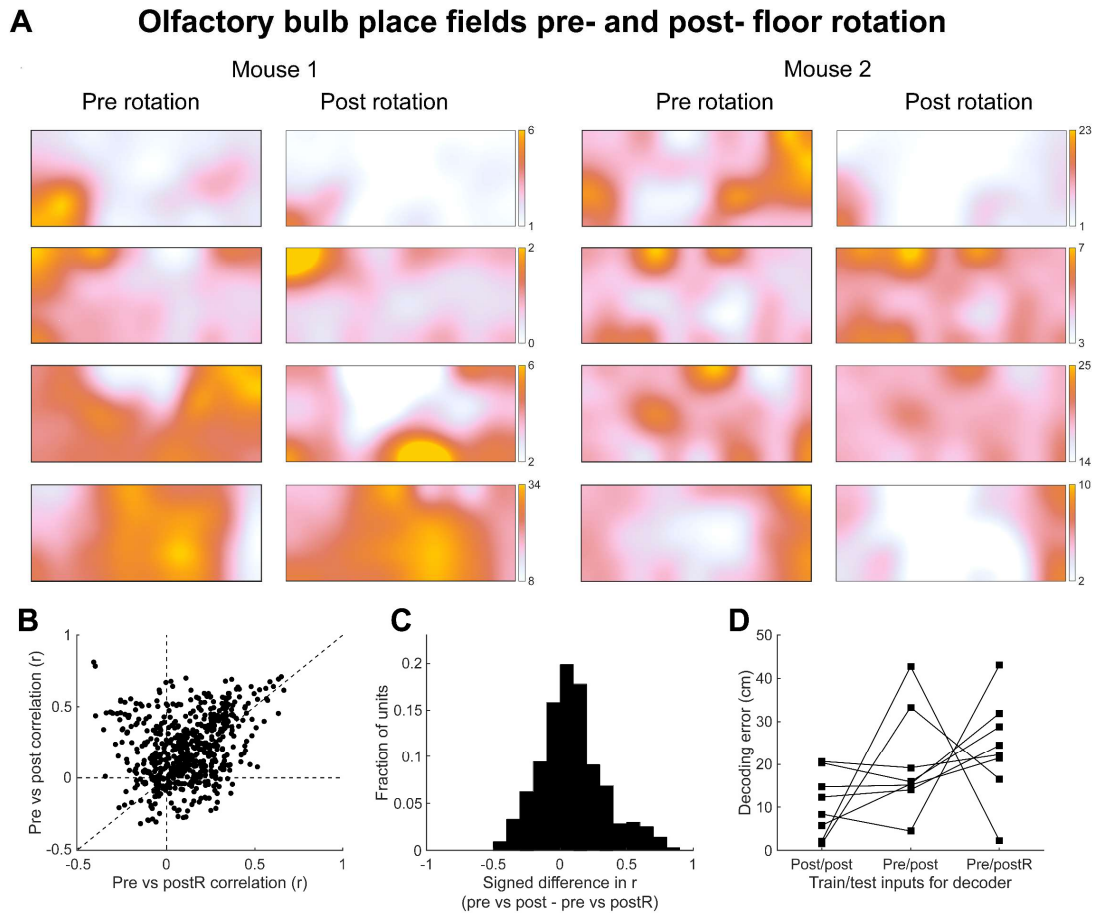 A
Olfactory bulb place fields pre- and post- floor rotation
Mouse 1
Mouse 2
Pre rotation
Post rotation
Pre rotation
Post rotation
6
1
23
1
2
0
7
3
6
2
25
14
34
8
10
2
B
1
0.5
0
-0.5
-0.5
0
0.5
1
Pre vs post correlation (r)
Pre vs postR correlation (r)
C
0.2
0.15
0.1
0.05
0
-1
-0.5
0
0.5
1
Fraction of units
Signed difference in r
(pre vs post - pre vs postR)
D
50
40
30
20
10
0
Decoding error (cm)
Post/post
Pre/post
Pre/postR
Train/test inputs for decoder